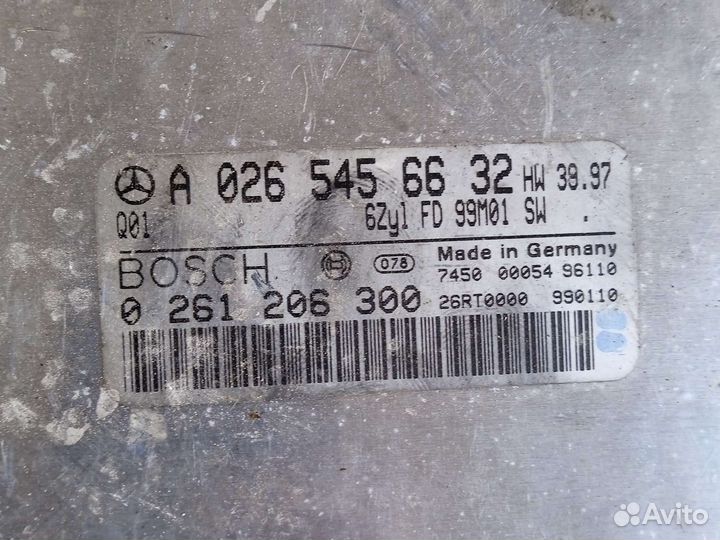 A 026 545 66 32 HW 39.97
Q01 6Zyl FD 99M01 SW .
BOSCH 078 Made in Germany
7450 00054 96110
0 261 206 300 26RT0000 990110
Avito